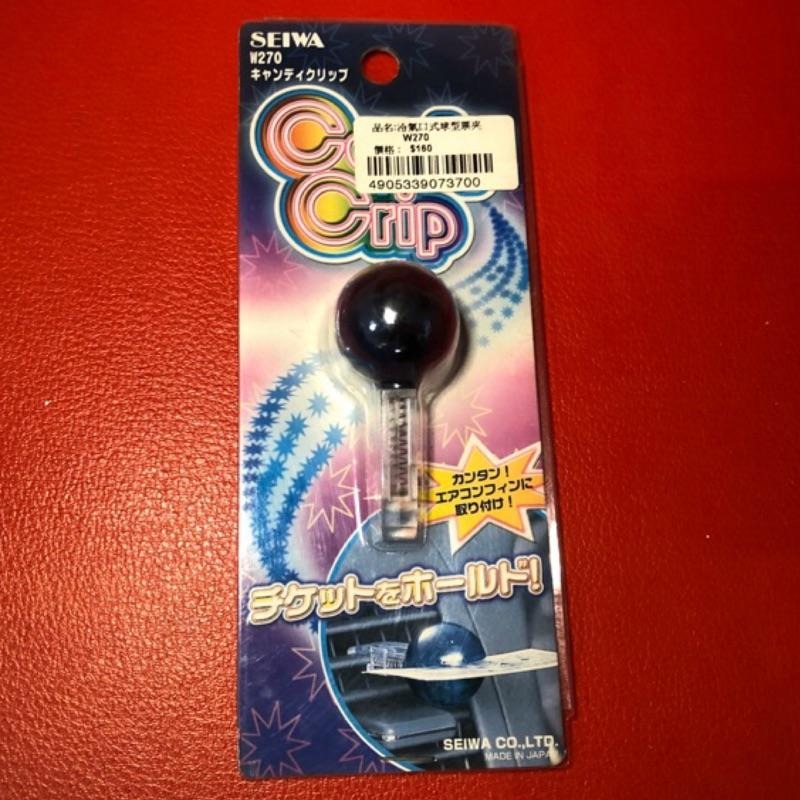 SEIWA
W270
キャンディクリップ
品名:冷氣口式球型票夾
W270
價格: $160
4905339073700
Crip
カンタン!
エアコンフィンに
取り付け!
チケットをホールド!
SEIWA CO.,LTD.
MADE IN JAPAN